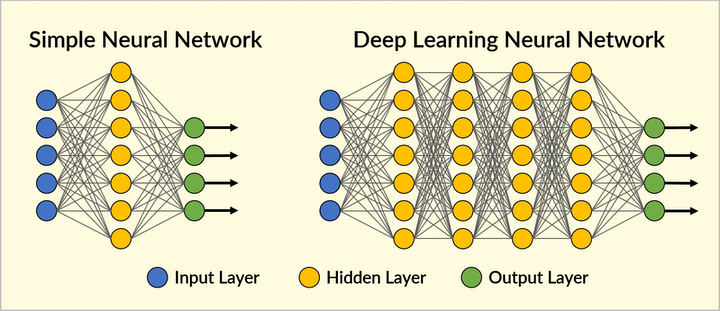 Simple Neural Network
Deep Learning Neural Network
Input Layer
Hidden Layer
Output Layer